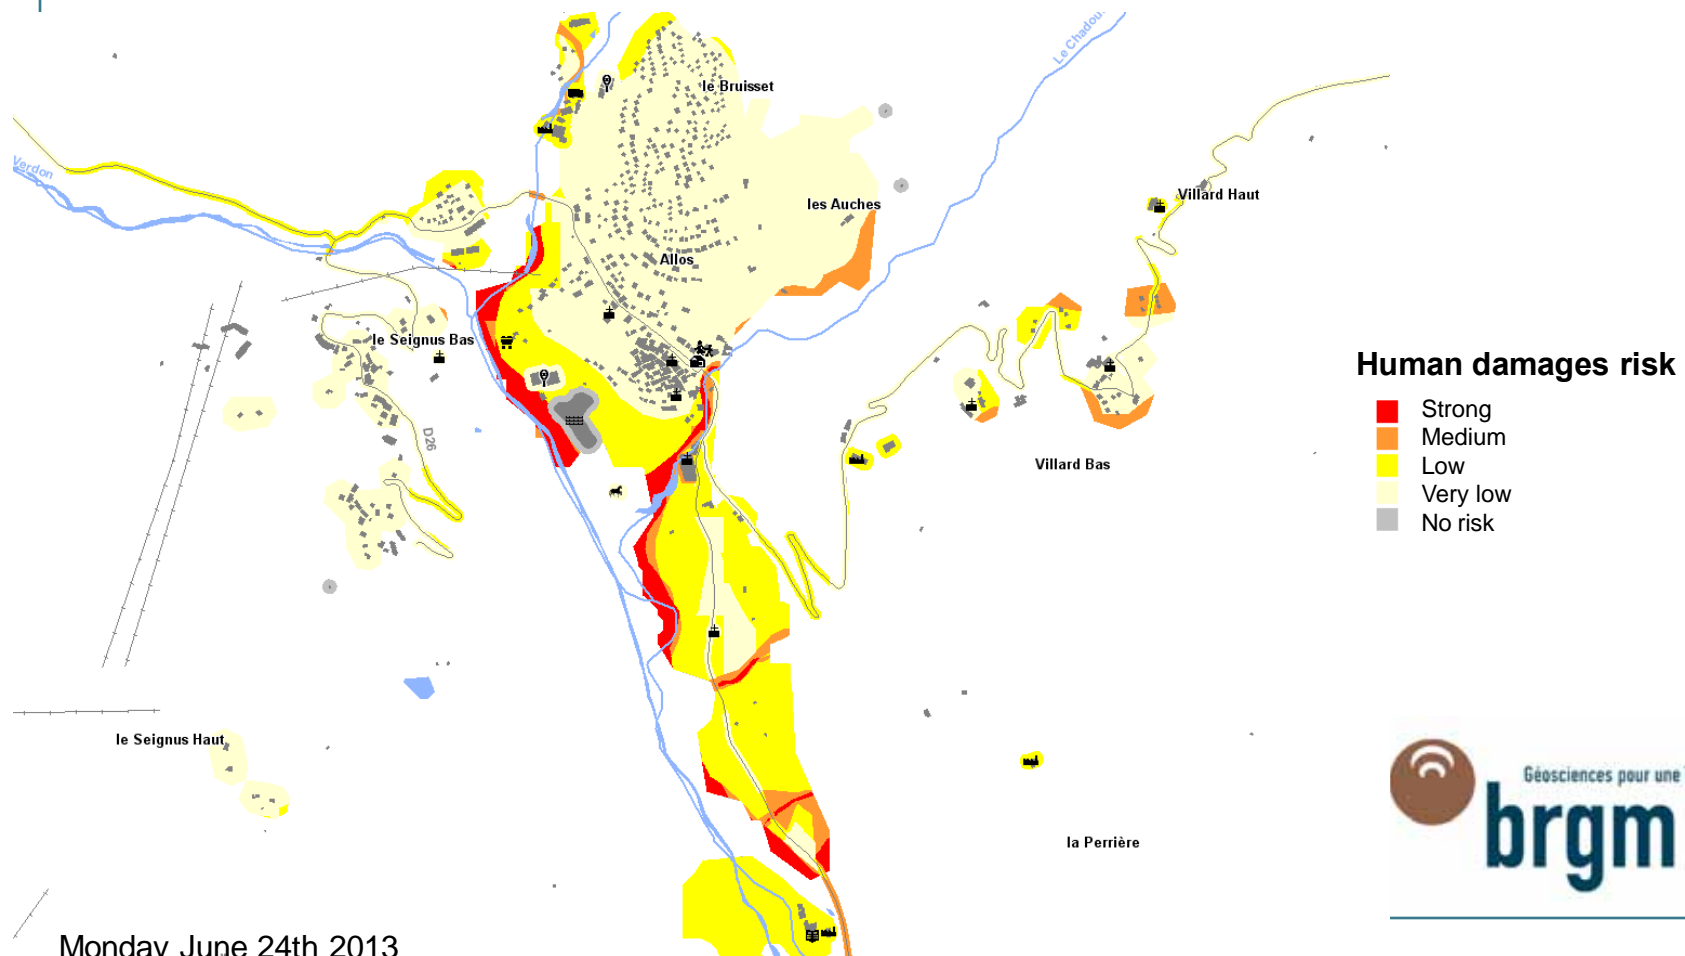 le Bruisset
Le Chadou
Verdon
Villard Haut
les Auches
Allos
le Seignus Bas
D26
Villard Bas
Human damages risk
Strong
Medium
Low
Very low
No risk
le Seignus Haut
la Perrière
Géosciences pour une
brgm
Monday June 24th 2013